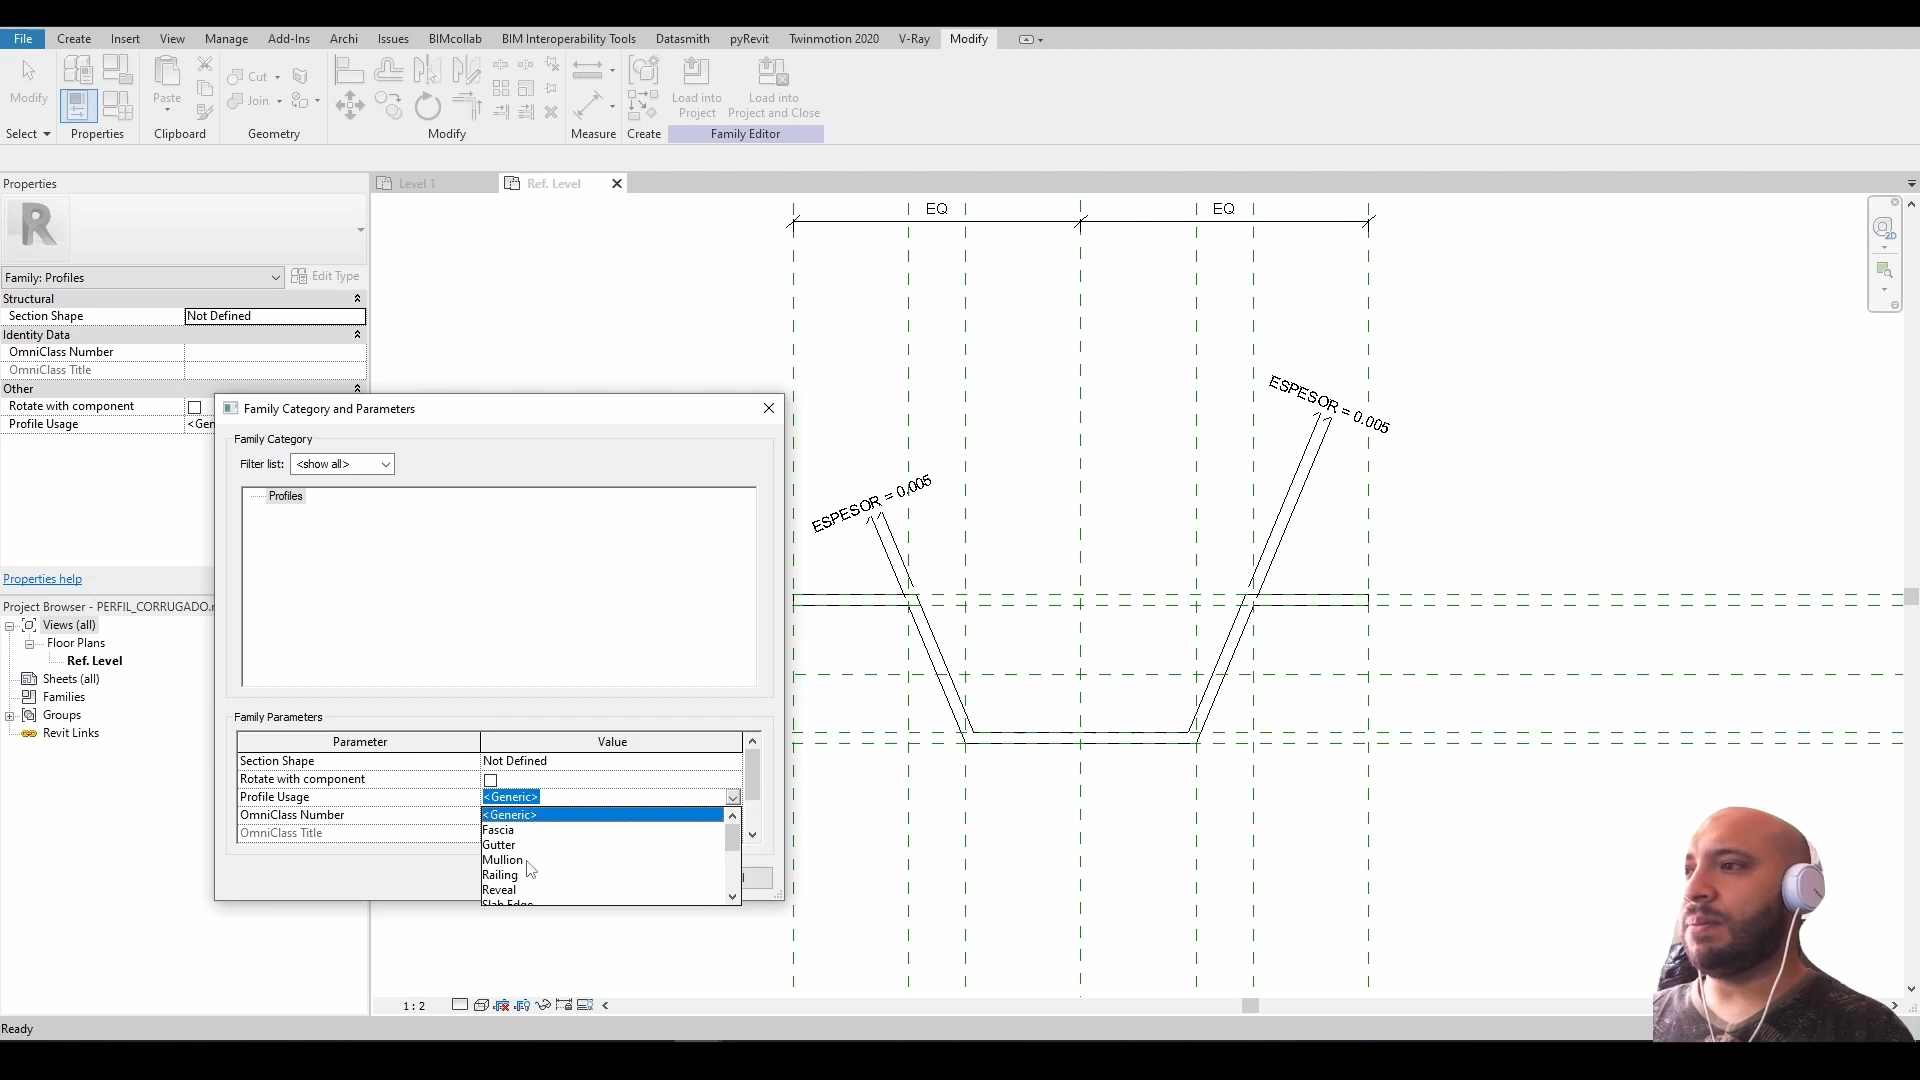 File Create Insert View Manage Add-Ins Archi Issues BIMcollab BIM Interoperability Tools Datasmith pyRevit Twinmotion 2020 V-Ray Modify
Modify
Paste
Cut
Join
Load into
Project
Load into
Project and Close
Select Properties Clipboard Geometry Modify Measure Create Family Editor
Properties
Level 1
Ref. Level
R
Family: Profiles
Edit Type
Structural
Section Shape Not Defined
Identity Data
OmniClass Number
OmniClass Title
Other
Rotate with component
Profile Usage <Gen
Properties help
Project Browser - PERFIL_CORRUGADO.r
Views (all)
Floor Plans
Ref. Level
Sheets (all)
Families
Groups
Revit Links
Family Category and Parameters
Family Category
Filter list: <show all>
Profiles
Family Parameters
Parameter Value
Section Shape Not Defined
Rotate with component
Profile Usage <Generic>
OmniClass Number
OmniClass Title
<Generic>
Fascia
Gutter
Mullion
Railing
Reveal
Slab Edge
EQ EQ
ESPESOR = 0.005
ESPESOR = 0.005
2D
1 : 2
Ready